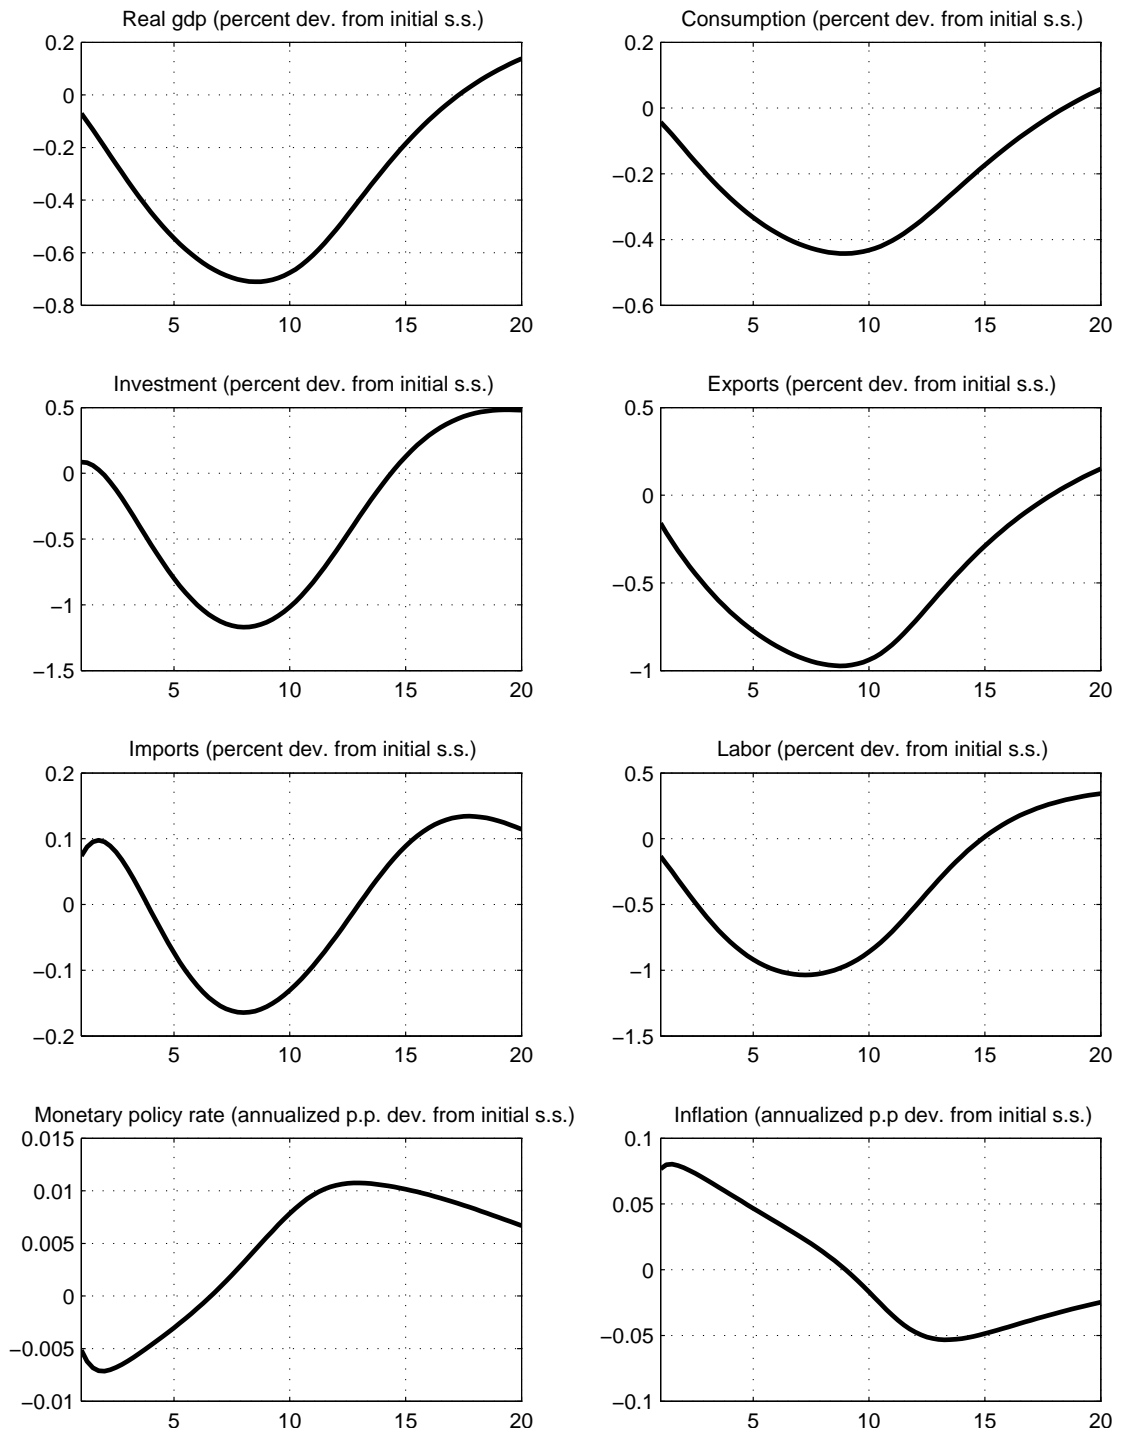 Real gdp (percent dev. from initial s.s.)
0.2
0
−0.2
−0.4
−0.6
−0.8
5 10 15 20
Consumption (percent dev. from initial s.s.)
0.2
0
−0.2
−0.4
−0.6
5 10 15 20
Investment (percent dev. from initial s.s.)
0.5
0
−0.5
−1
−1.5
5 10 15 20
Exports (percent dev. from initial s.s.)
0.5
0
−0.5
−1
5 10 15 20
Imports (percent dev. from initial s.s.)
0.2
0.1
0
−0.1
−0.2
5 10 15 20
Labor (percent dev. from initial s.s.)
0.5
0
−0.5
−1
−1.5
5 10 15 20
Monetary policy rate (annualized p.p. dev. from initial s.s.)
0.015
0.01
0.005
0
−0.005
−0.01
5 10 15 20
Inflation (annualized p.p dev. from initial s.s.)
0.1
0.05
0
−0.05
−0.1
5 10 15 20